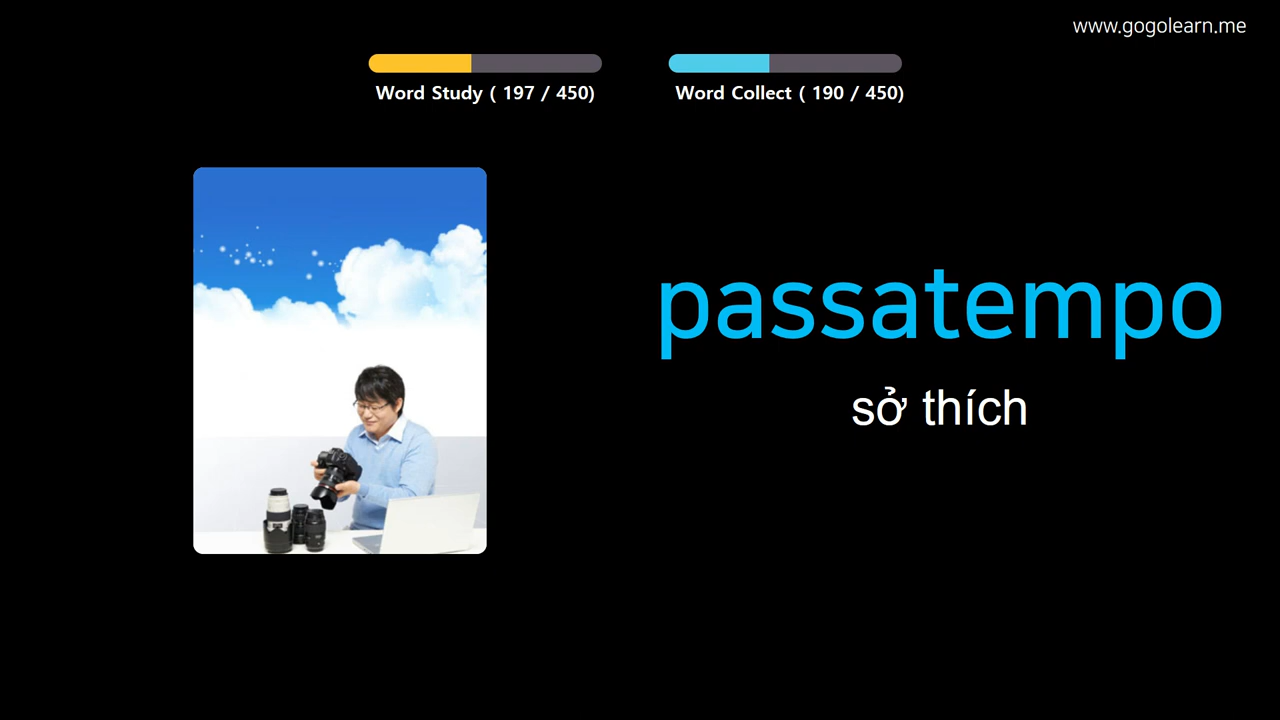 www.gogolearn.me
Word Study ( 197 / 450)
Word Collect ( 190 / 450)
passatempo
sở thích